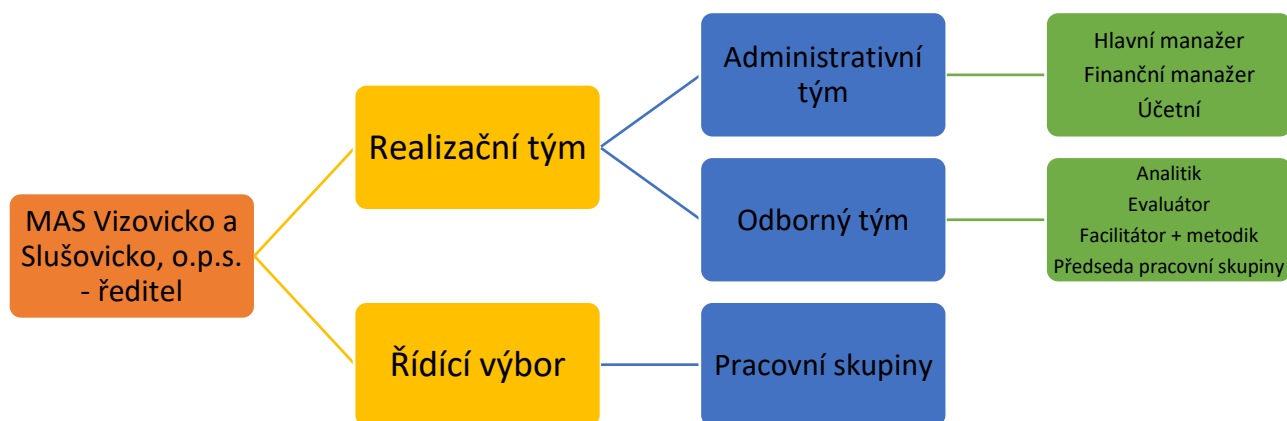 MAS Vizovicko a
Slušovicko, o.p.s.
- ředitel
Realizační tým
Administrativní
tým
Hlavní manažer
Finanční manažer
Účetní
Odborný tým
Analitik
Evaluátor
Facilitátor + metodik
Předseda pracovní skupiny
Řídící výbor
Pracovní skupiny